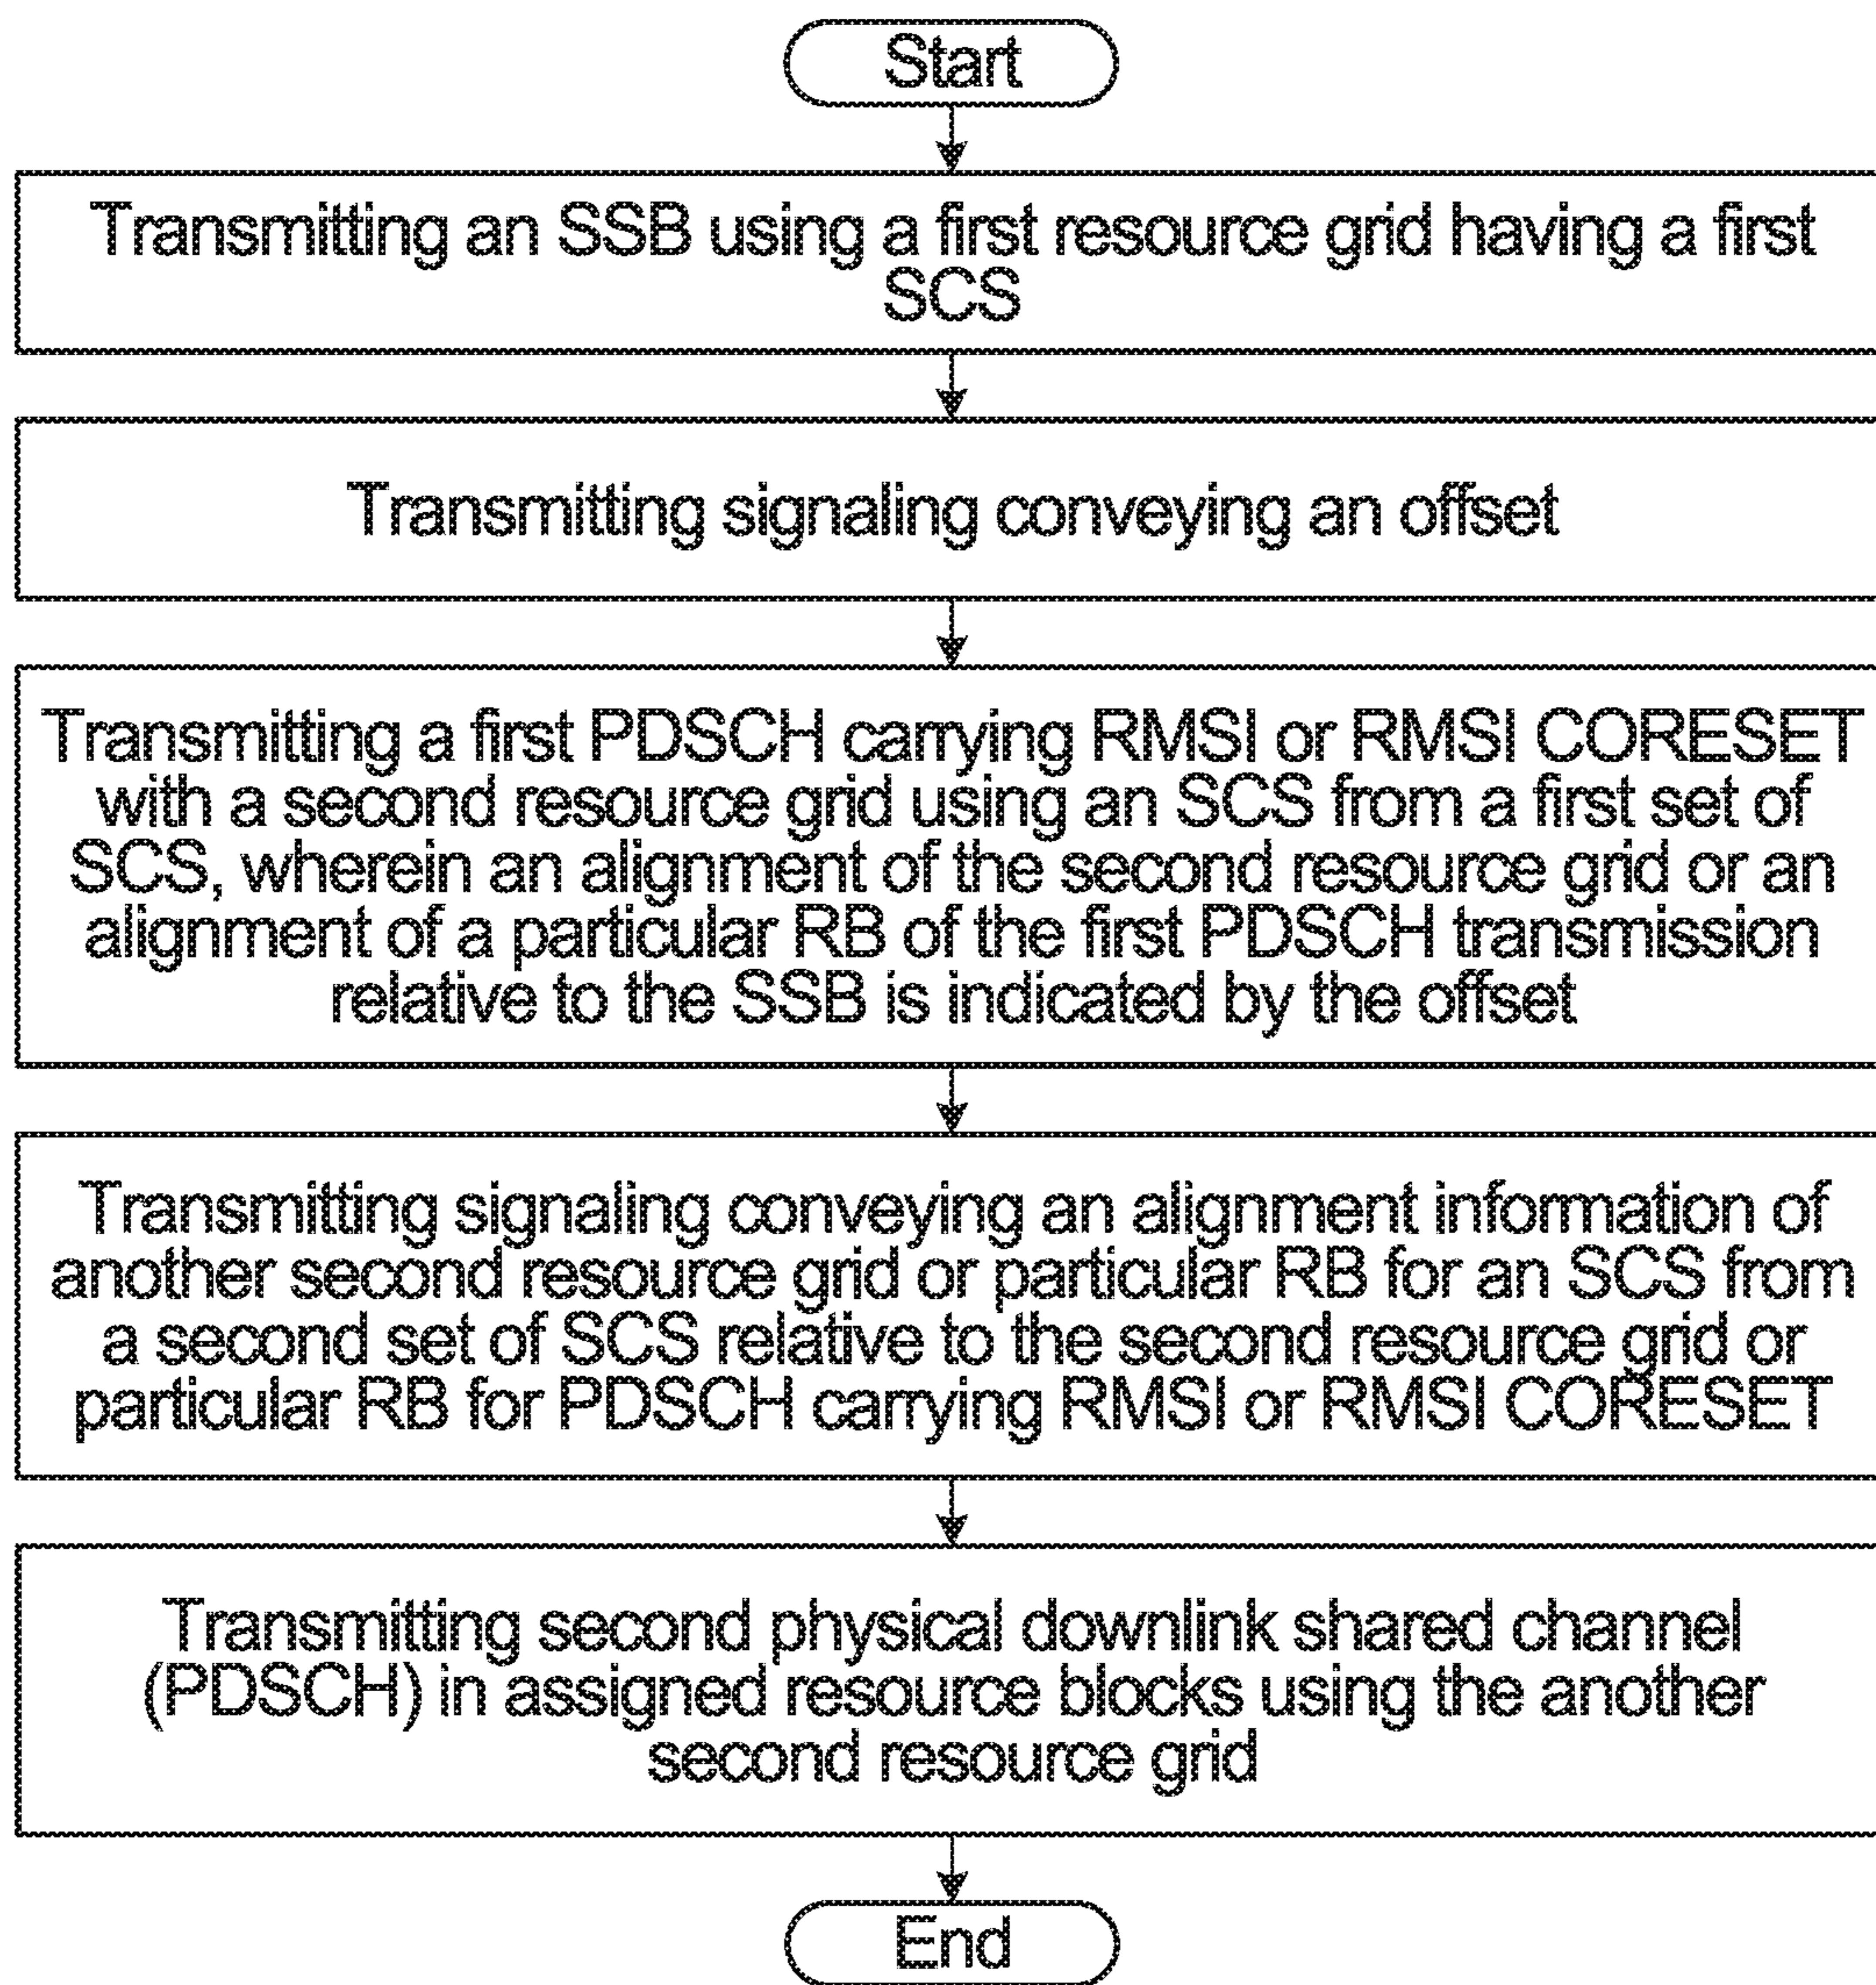 Start
Transmitting an SSB using a first resource grid having a first
SCS
Transmitting signaling conveying an offset
Transmitting a first PDSCH carrying RMSI or RMSI CORESET
with a second resource grid using an SCS from a first set of
SCS, wherein an alignment of the second resource grid or an
alignment of a particular RB of the first PDSCH transmission
relative to the SSB is indicated by the offset
Transmitting signaling conveying an alignment information of
another second resource grid or particular RB for an SCS from
a second set of SCS relative to the second resource grid or
particular RB for PDSCH carrying RMSI or RMSI CORESET
Transmitting second physical downlink shared channel
(PDSCH) in assigned resource blocks using the another
second resource grid
End